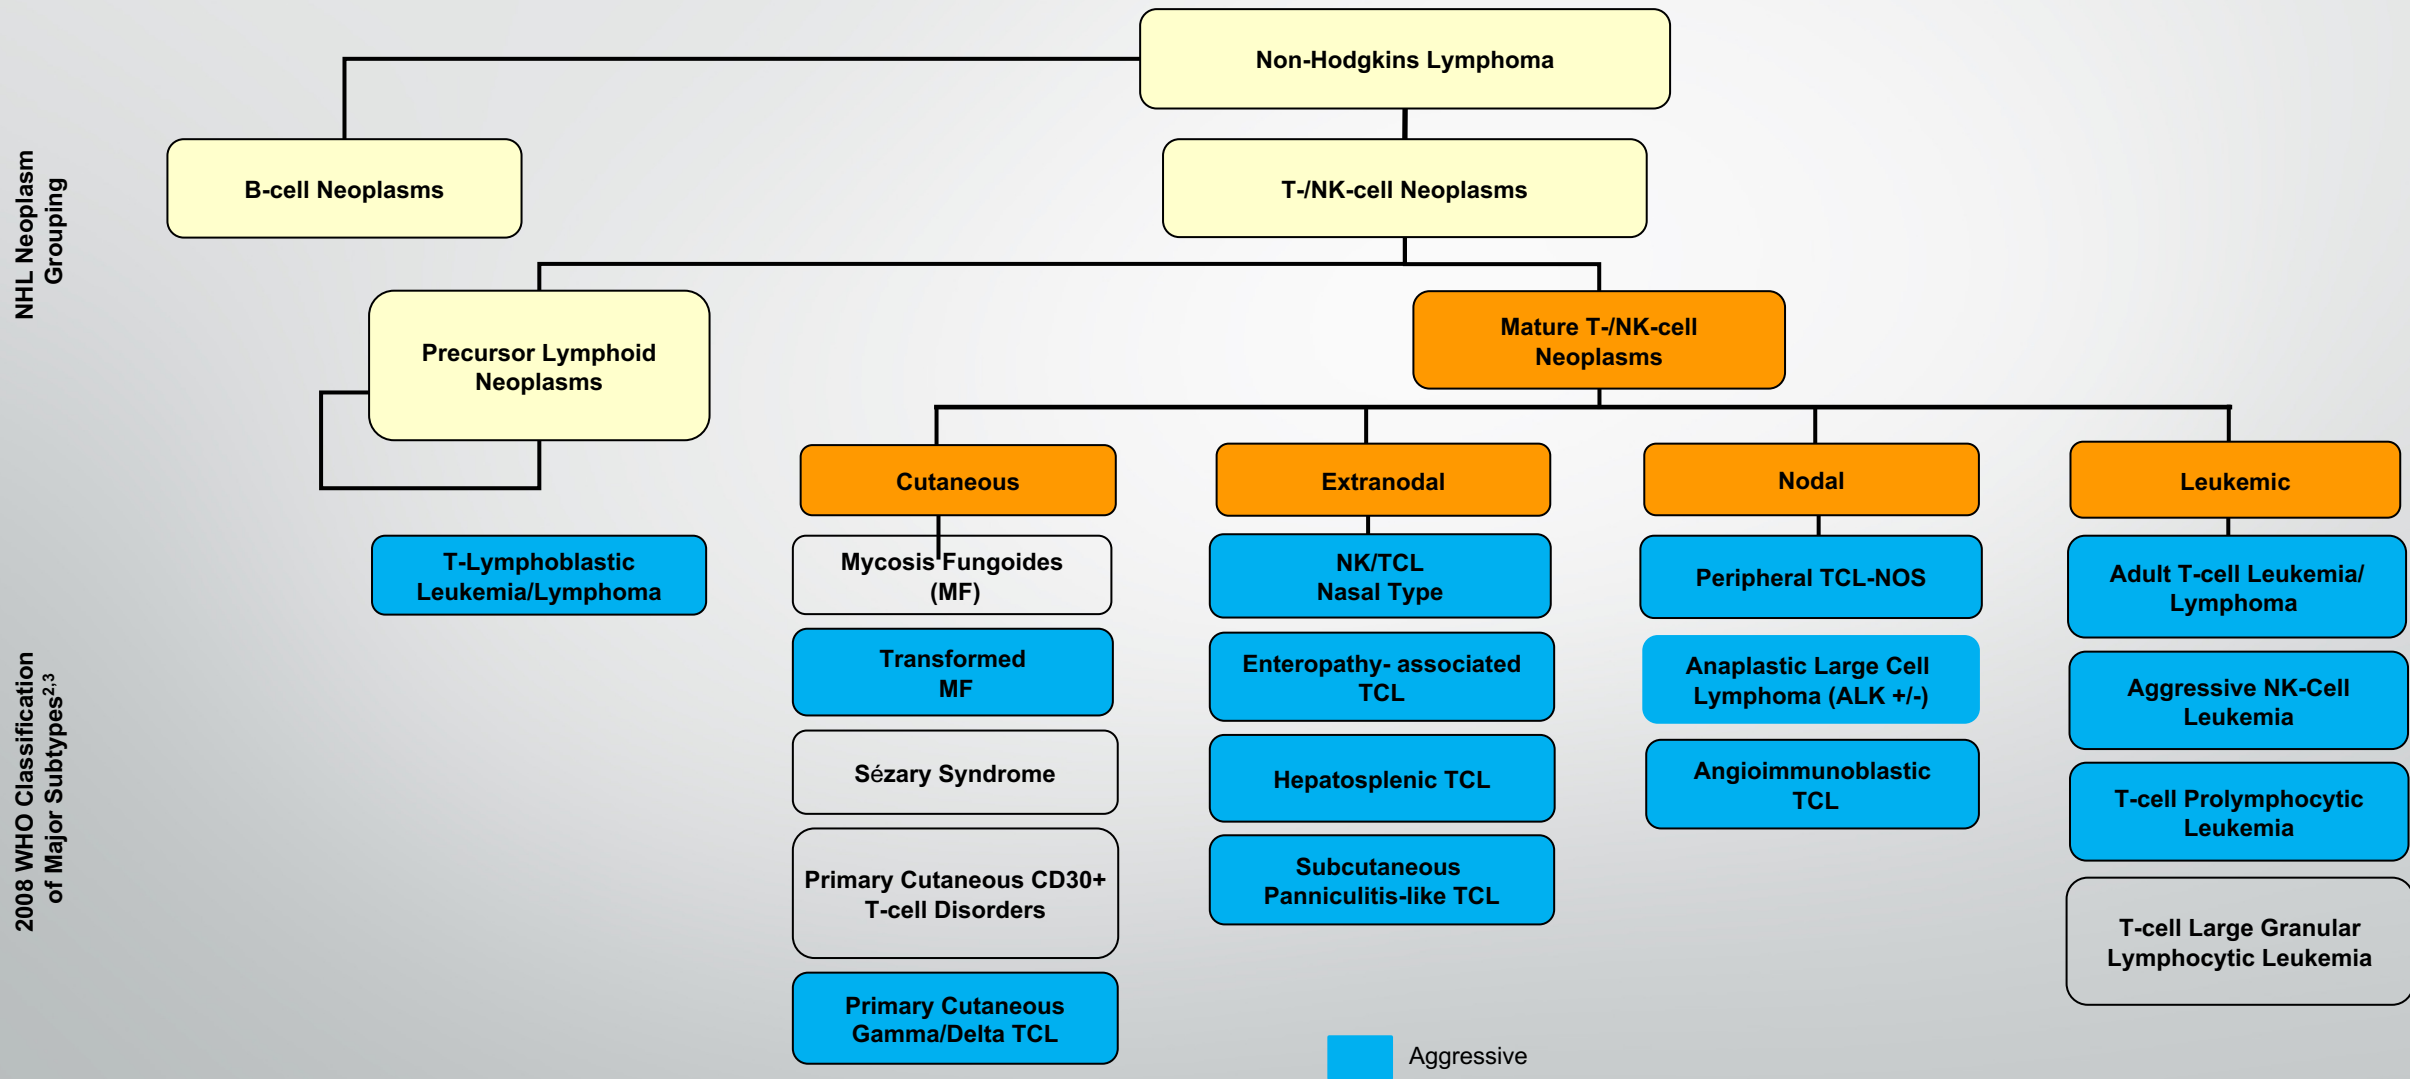 Non-Hodgkins Lymphoma
B-cell Neoplasms
T-/NK-cell Neoplasms
NHL Neoplasm
Grouping
Precursor Lymphoid
Neoplasms
Mature T-/NK-cell
Neoplasms
Cutaneous
Extranodal
Nodal
Leukemic
2008 WHO Classification
of Major Subtypes2,3
T-Lymphoblastic
Leukemia/Lymphoma
Mycosis Fungoides
(MF)
Transformed
MF
Sézary Syndrome
Primary Cutaneous CD30+
T-cell Disorders
Primary Cutaneous
Gamma/Delta TCL
NK/TCL
Nasal Type
Enteropathy- associated
TCL
Hepatosplenic TCL
Subcutaneous
Panniculitis-like TCL
Peripheral TCL-NOS
Anaplastic Large Cell
Lymphoma (ALK +/-)
Angioimmunoblastic
TCL
Adult T-cell Leukemia/
Lymphoma
Aggressive NK-Cell
Leukemia
T-cell Prolymphocytic
Leukemia
T-cell Large Granular
Lymphocytic Leukemia
Aggressive